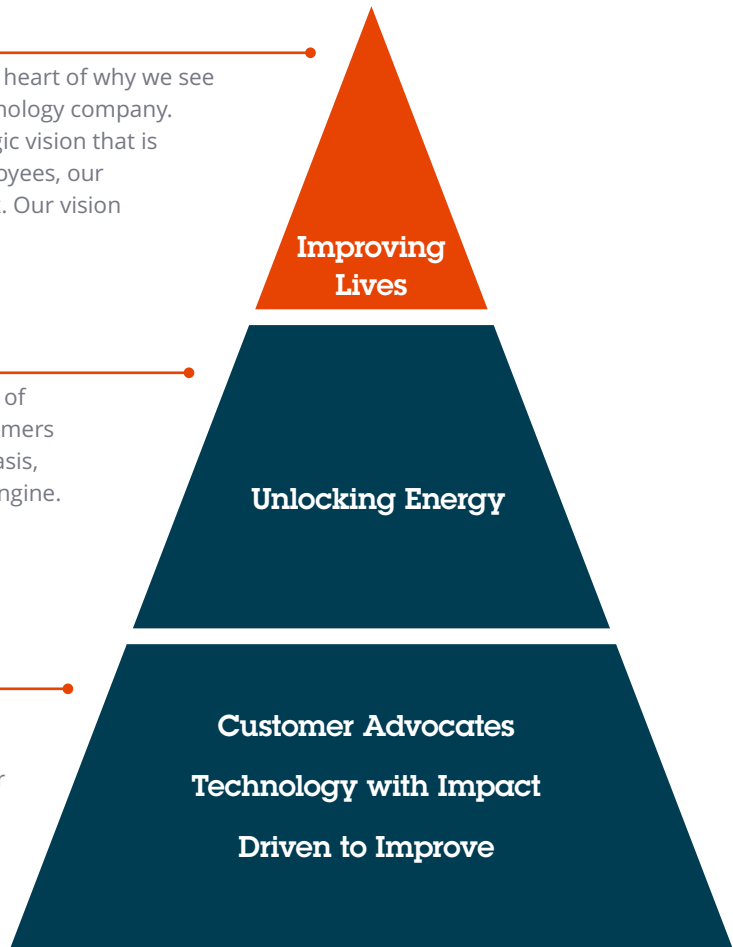 heart of why we see
nology company.
gic vision that is
oyees, our
. Our vision
Improving
Lives
of
mers
asis,
ngine.
Unlocking Energy
Customer Advocates
Technology with Impact
Driven to Improve